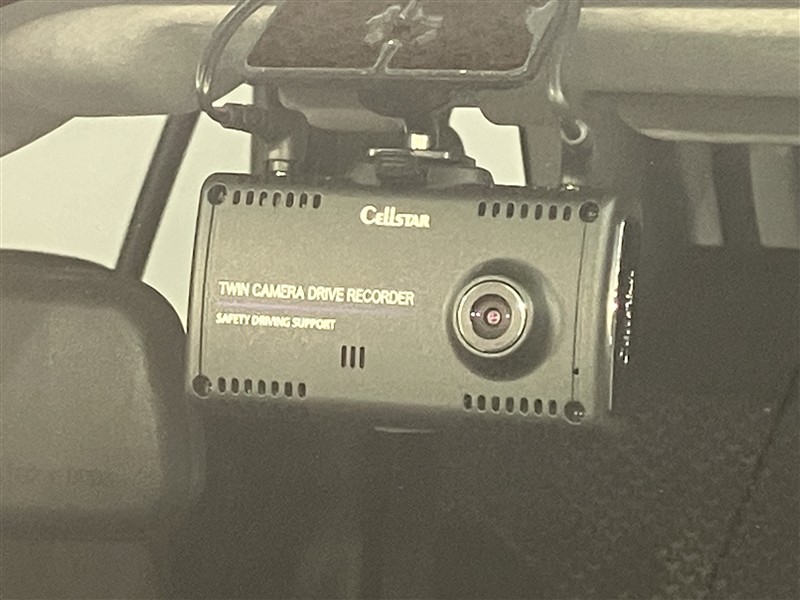 CELLSTAR
TWIN CAMERA DRIVE RECORDER
SAFETY DRIVING SUPPORT